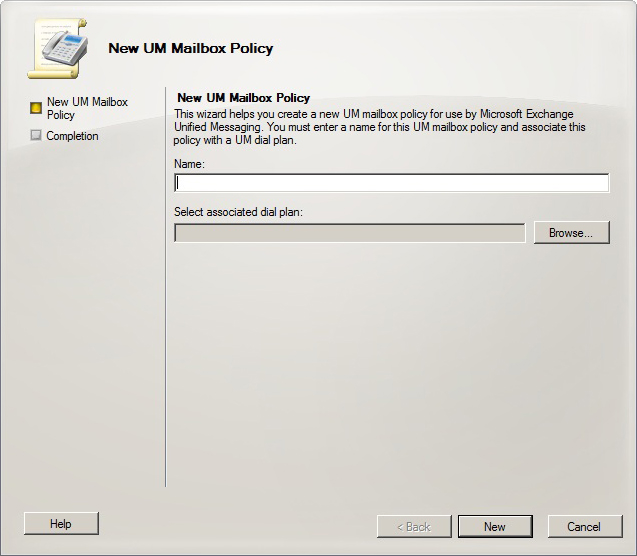 New UM Mailbox Policy
New UM Mailbox
Policy
Completion
New UM Mailbox Policy
This wizard helps you create a new UM mailbox policy for use by Microsoft Exchange
Unified Messaging. You must enter a name for this UM mailbox policy and associate this
policy with a UM dial plan.
Name:
Select associated dial plan:
Browse...
Help
< Back
New
Cancel